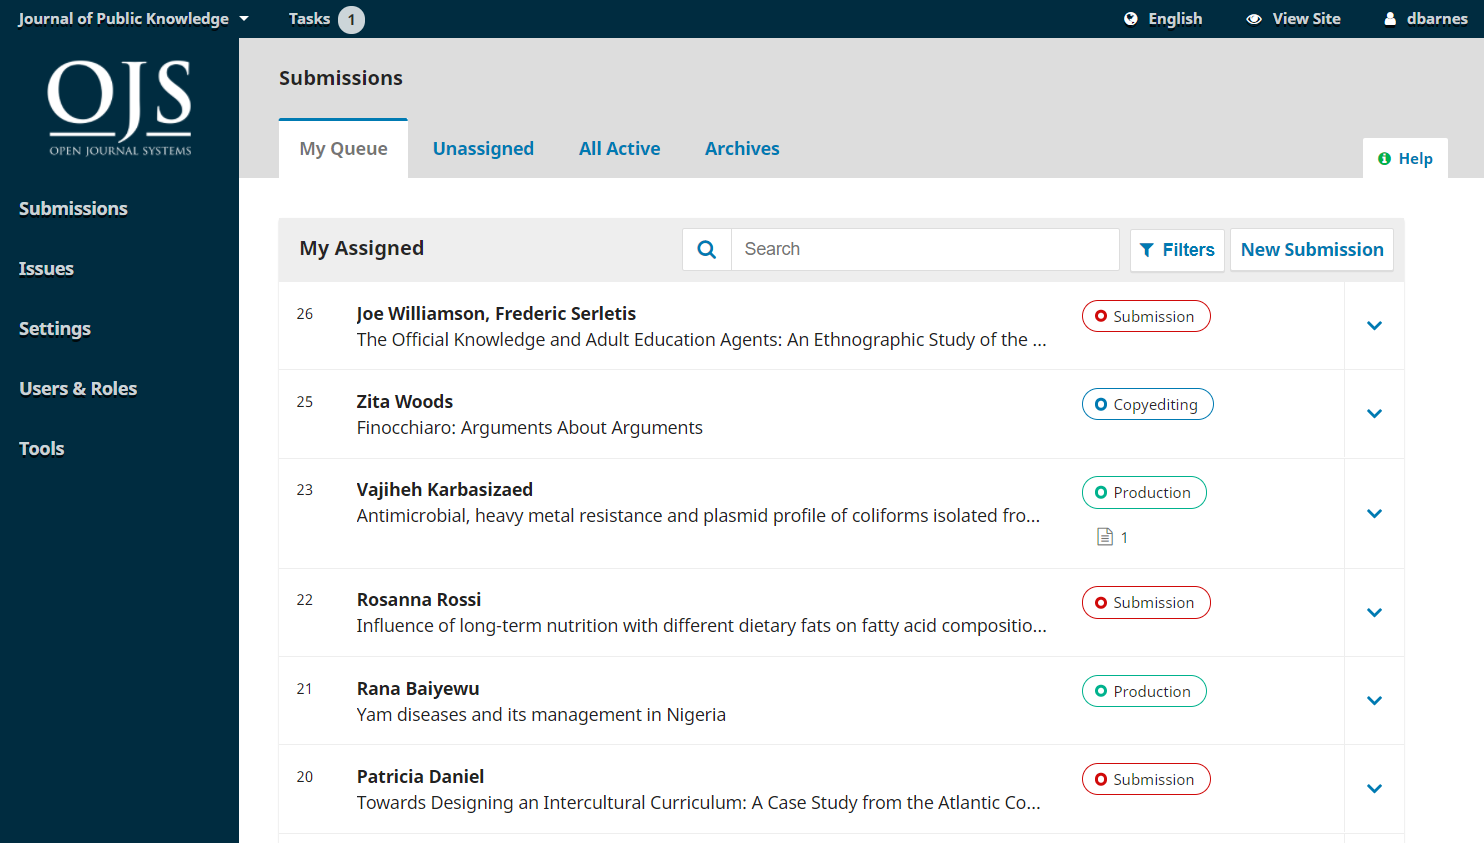 Journal of Public Knowledge
Tasks 1
English
View Site
dbarnes
OJS
OPEN JOURNAL SYSTEMS
Submissions
Issues
Settings
Users & Roles
Tools
Submissions
My Queue
Unassigned
All Active
Archives
Help
My Assigned
Search
Filters
New Submission
26
Joe Williamson, Frederic Serletis
The Official Knowledge and Adult Education Agents: An Ethnographic Study of the ...
Submission
25
Zita Woods
Finocchiaro: Arguments About Arguments
Copyediting
23
Vajiheh Karbasizaed
Antimicrobial, heavy metal resistance and plasmid profile of coliforms isolated fro...
Production
1
22
Rosanna Rossi
Influence of long-term nutrition with different dietary fats on fatty acid compositio...
Submission
21
Rana Baiyewu
Yam diseases and its management in Nigeria
Production
20
Patricia Daniel
Towards Designing an Intercultural Curriculum: A Case Study from the Atlantic Co...
Submission